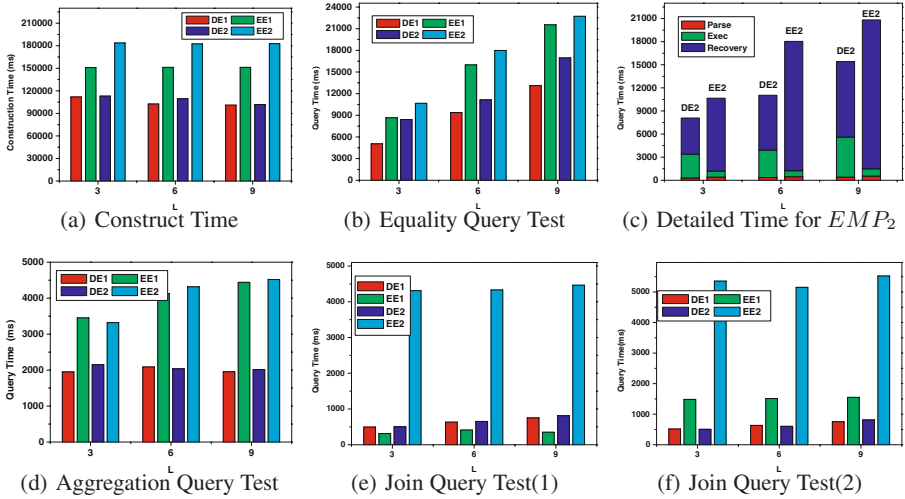 DE1 EE1
DE2 EE2
Construction Time (ms)
210000
180000
150000
120000
90000
60000
30000
0
3 6 9
L
(a) Construct Time
DE1 EE1
DE2 EE2
Query Time (ms)
24000
21000
18000
15000
12000
9000
6000
3000
0
3 6 9
L
(b) Equality Query Test
Parse
Exec
Recovery
Query Time (ms)
21000
18000
15000
12000
9000
6000
3000
0
DE2 EE2 DE2 EE2 DE2 EE2
3 6 9
L
(c) Detailed Time for EMP2
DE1 EE1
DE2 EE2
Query Time (ms)
5000
4000
3000
2000
1000
0
3 6 9
L
(d) Aggregation Query Test
DE1
EE1
DE2
EE2
Query Time(ms)
5000
4000
3000
2000
1000
0
3 6 9
L
(e) Join Query Test(1)
DE1 EE1
DE2 EE2
Query Time(ms)
5000
4000
3000
2000
1000
0
3 6 9
L
(f) Join Query Test(2)